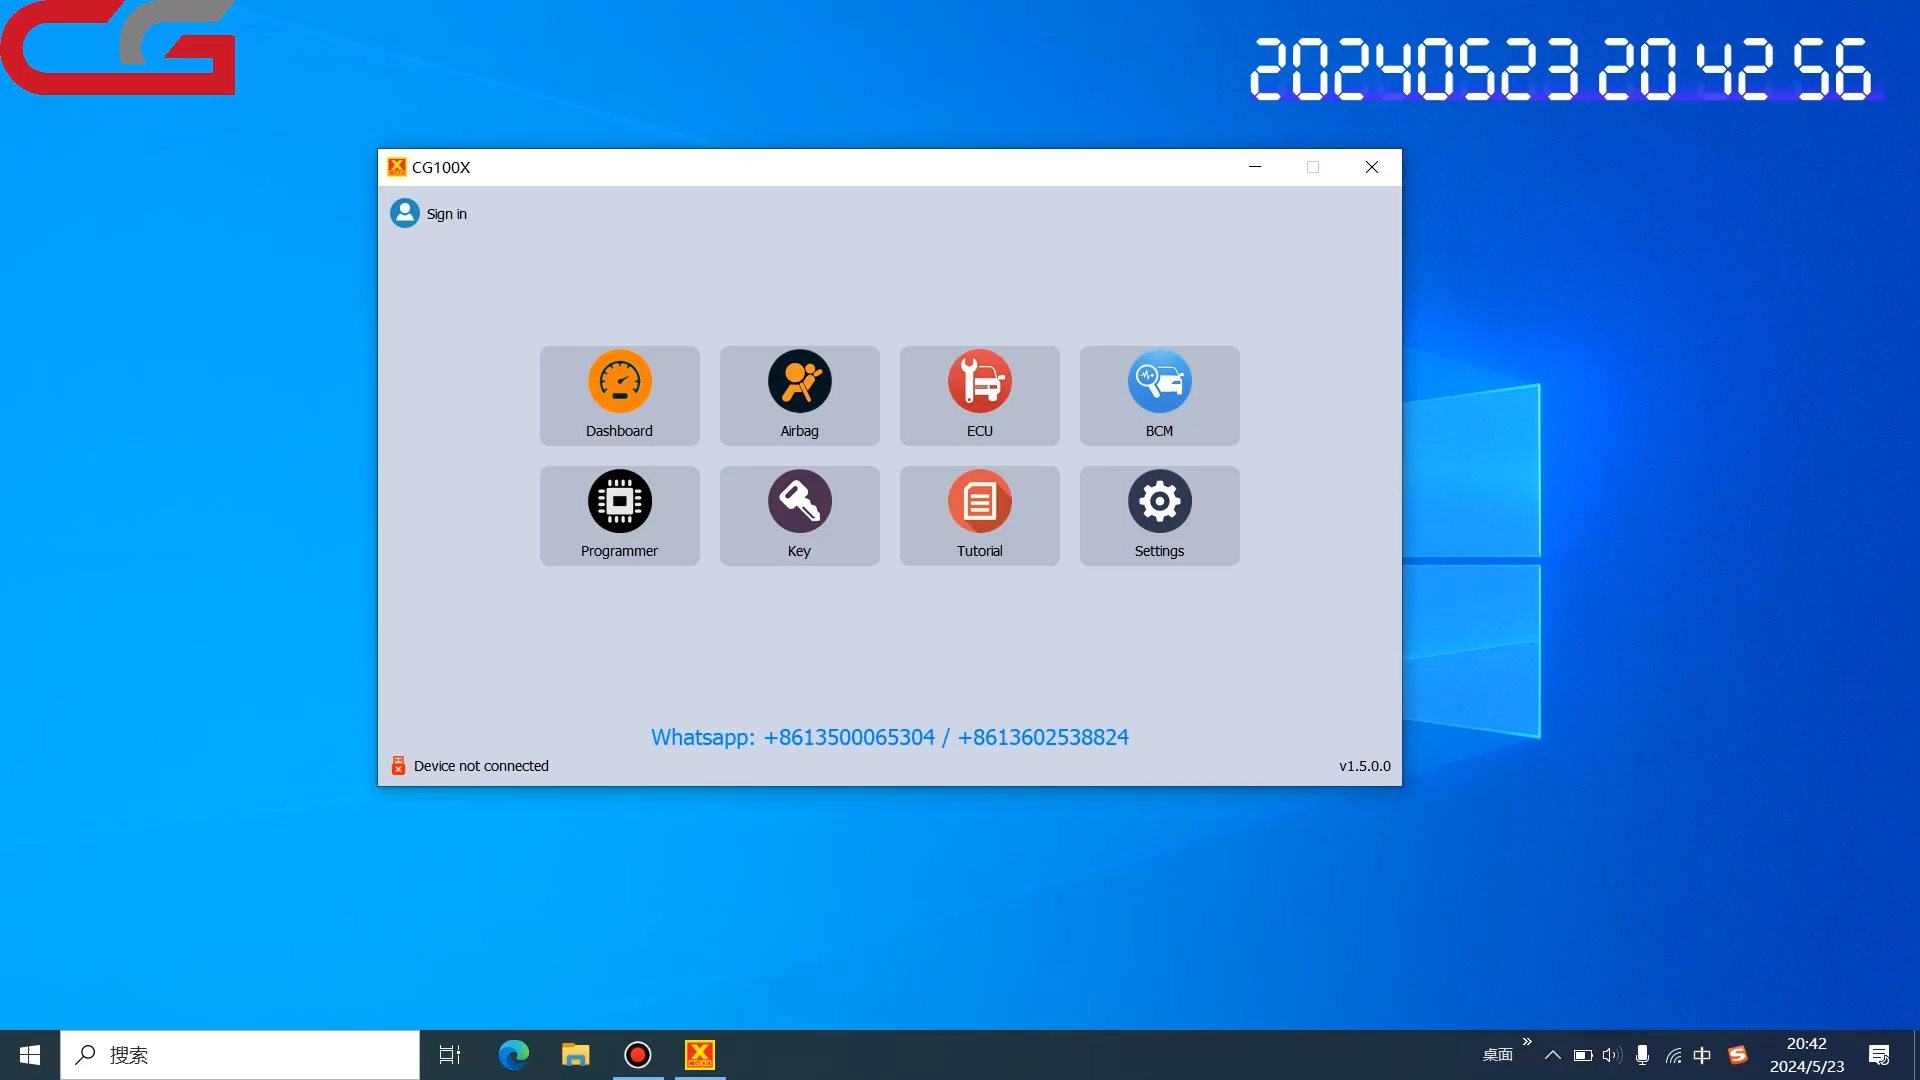 CG
20240523 20 42 56
CG100X
Sign in
Dashboard
Airbag
ECU
BCM
Programmer
Key
Tutorial
Settings
Whatsapp: +8613500065304 / +8613602538824
Device not connected
v1.5.0.0
搜索
桌面
中
20:42
2024/5/23